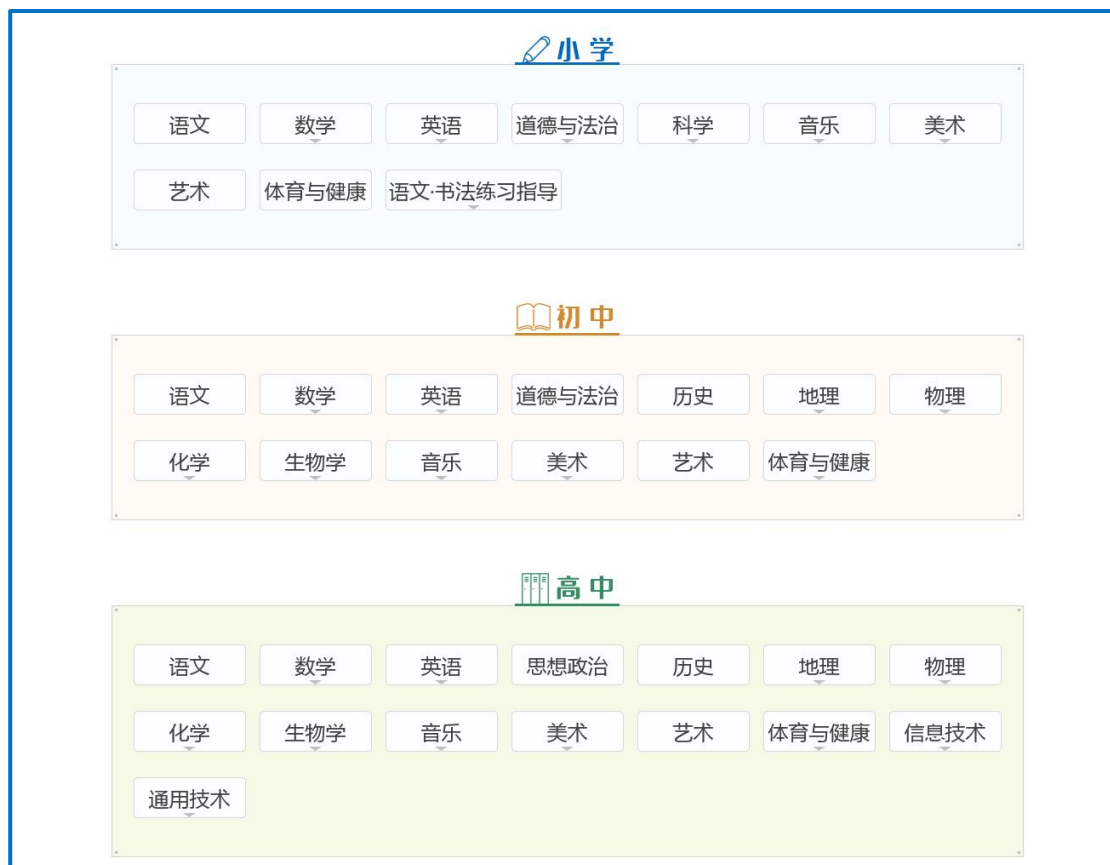 小学
语文 数学 英语 道德与法治 科学 音乐 美术
艺术 体育与健康 语文·书法练习指导
初中
语文 数学 英语 道德与法治 历史 地理 物理
化学 生物学 音乐 美术 艺术 体育与健康
高中
语文 数学 英语 思想政治 历史 地理 物理
化学 生物学 音乐 美术 艺术 体育与健康 信息技术
通用技术